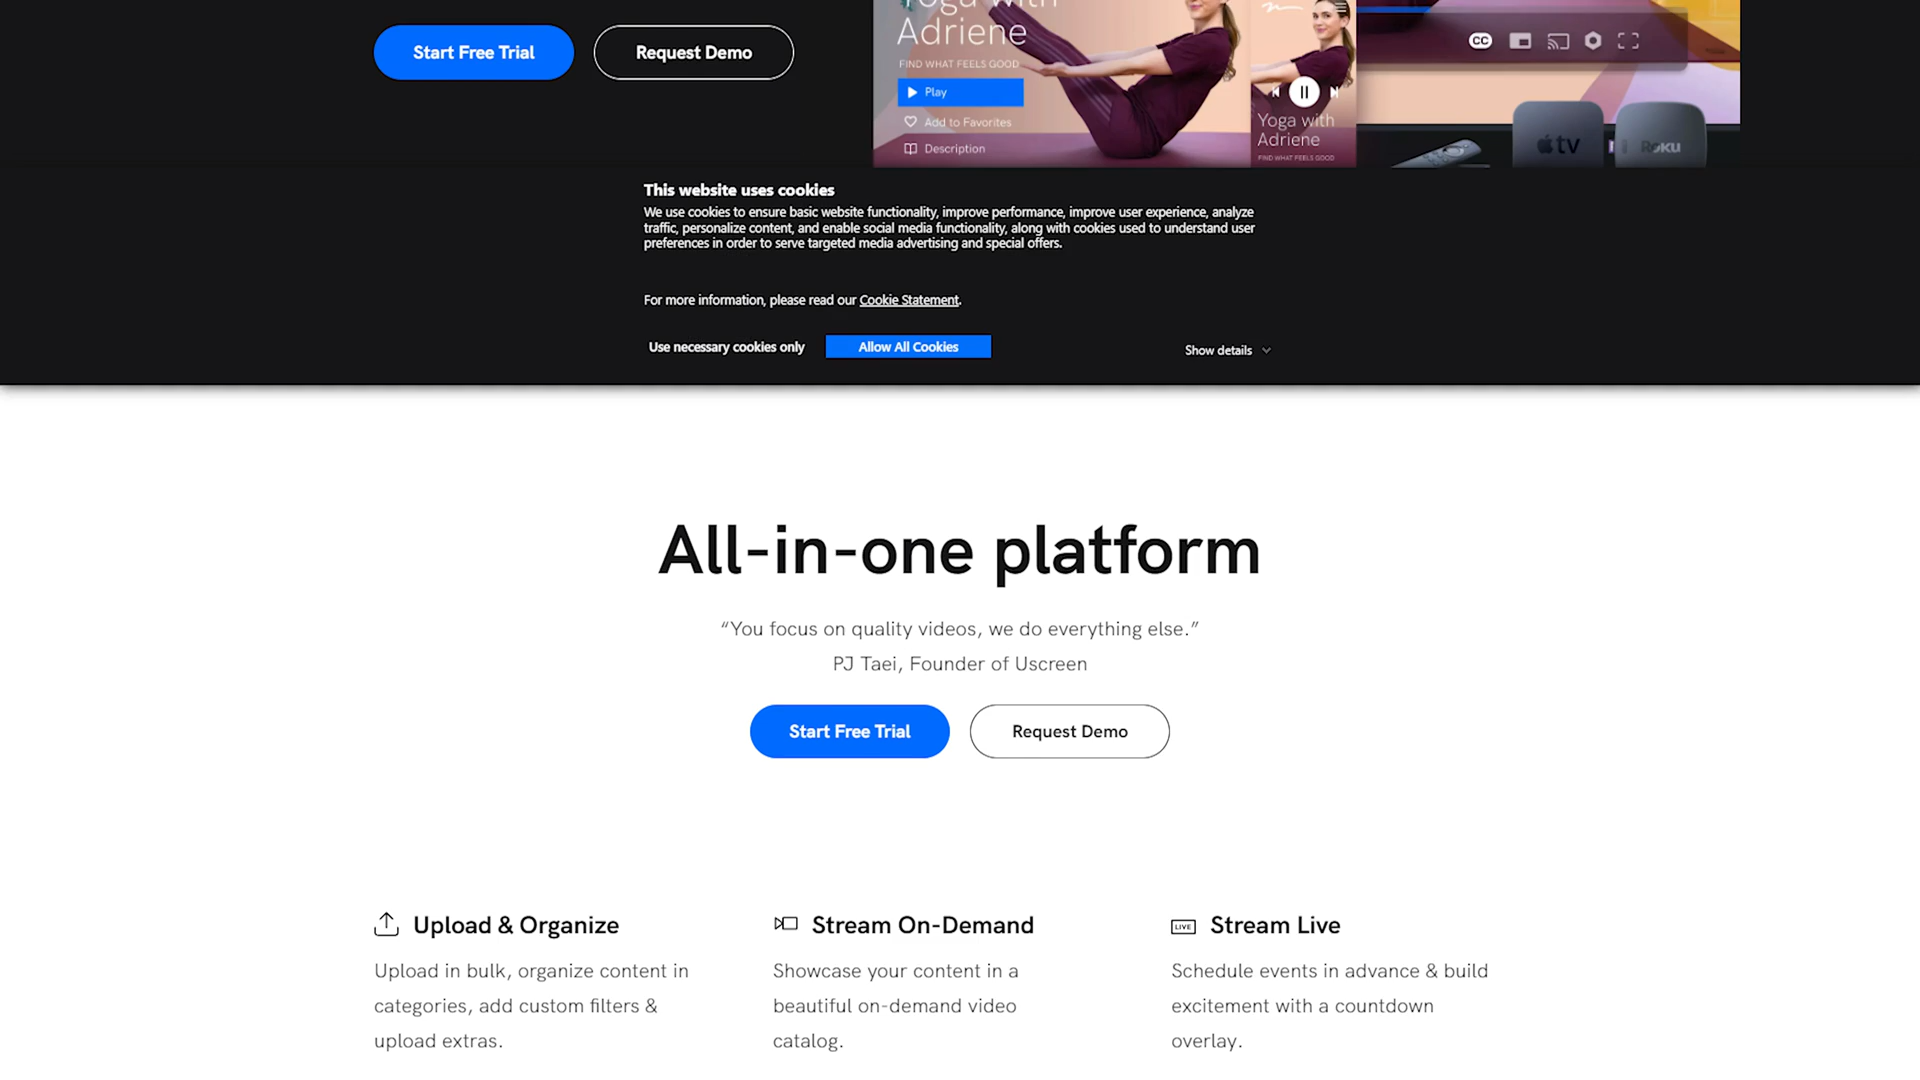 Start Free Trial
Request Demo
Yoga with
Adriene
FIND WHAT FEELS GOOD
Play
Add to Favorites
Description
Yoga with
Adriene
FIND WHAT FEELS GOOD
CC
tv
ROKU
This website uses cookies
We use cookies to ensure basic website functionality, improve performance, improve user experience, analyze
traffic, personalize content, and enable social media functionality, along with cookies used to understand user
preferences in order to serve targeted media advertising and special offers.
For more information, please read our Cookie Statement.
Use necessary cookies only
Allow All Cookies
Show details
All-in-one platform
“You focus on quality videos, we do everything else.”
PJ Taei, Founder of Uscreen
Start Free Trial
Request Demo
Upload & Organize
Upload in bulk, organize content in
categories, add custom filters &
upload extras.
Stream On-Demand
Showcase your content in a
beautiful on-demand video
catalog.
LIVE
Stream Live
Schedule events in advance & build
excitement with a countdown
overlay.